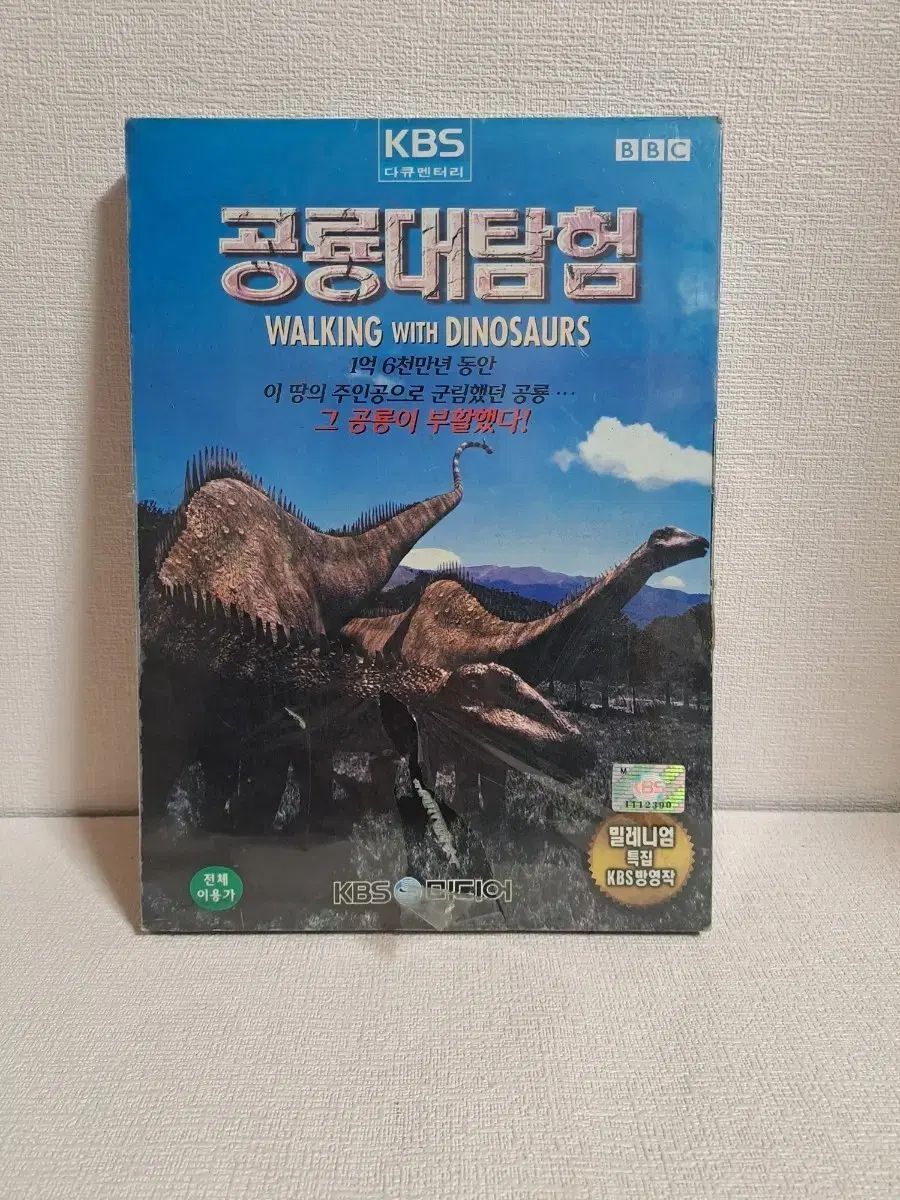 KBS
다큐멘터리
BBC
공룡대탐험
WALKING WITH DINOSAURS
1억 6천만년 동안
이 땅의 주인공으로 군림했던 공룡 …
그 공룡이 부활했다!
M
KBS
1112390
밀레니엄
특집
KBS방영작
전체
이용가
KBS 미디어